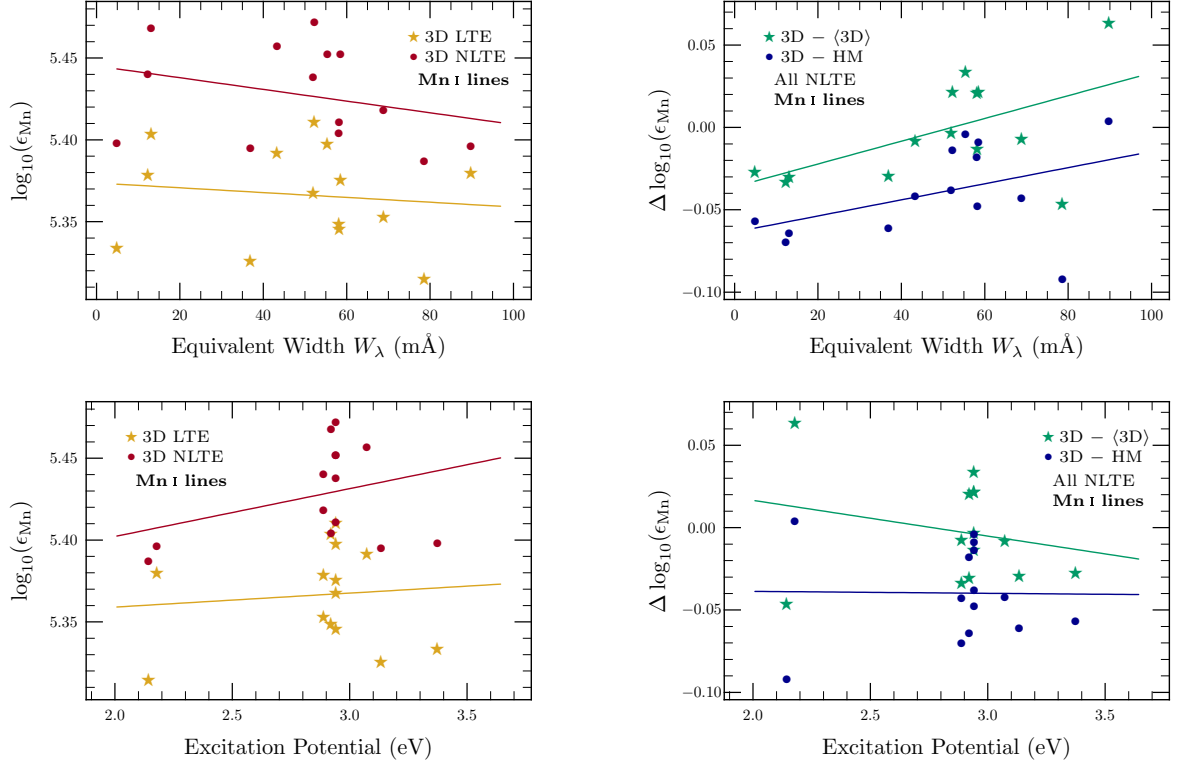 5.45
5.40
5.35
log₁₀(ϵMn)
3D LTE
3D NLTE
Mn I lines
0 20 40 60 80 100
Equivalent Width Wλ (mÅ)
0.05
0.00
−0.05
−0.10
Δ log₁₀(ϵMn)
3D − ⟨3D⟩
3D − HM
All NLTE
Mn I lines
0 20 40 60 80 100
Equivalent Width Wλ (mÅ)
5.45
5.40
5.35
log₁₀(ϵMn)
3D LTE
3D NLTE
Mn I lines
2.0 2.5 3.0 3.5
Excitation Potential (eV)
0.05
0.00
−0.05
−0.10
Δ log₁₀(ϵMn)
3D − ⟨3D⟩
3D − HM
All NLTE
Mn I lines
2.0 2.5 3.0 3.5
Excitation Potential (eV)